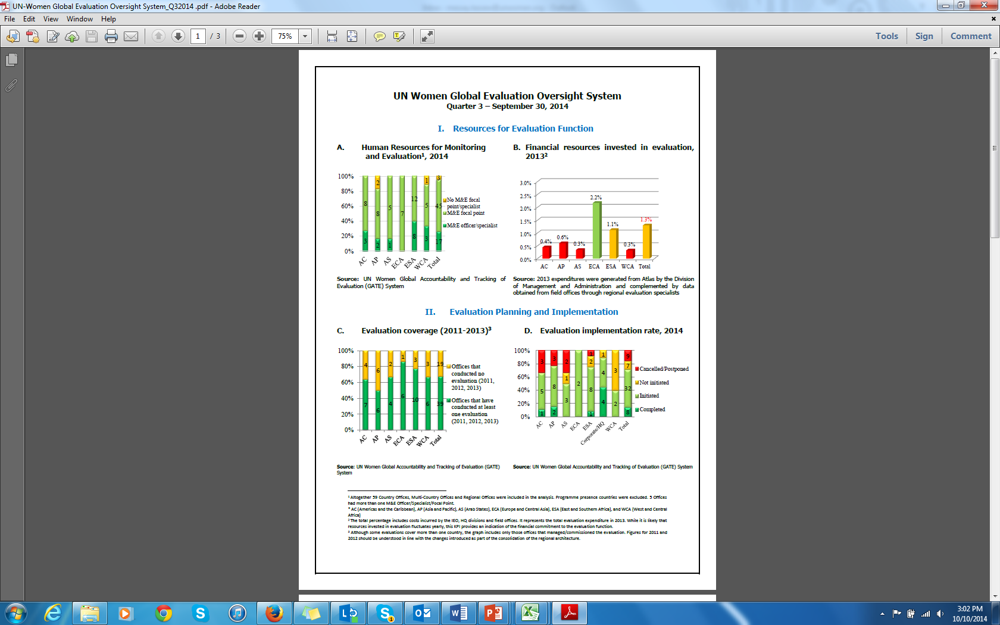 UN-Women Global Evaluation Oversight System_Q32014 .pdf - Adobe Reader
File Edit View Window Help
1 / 3 75% Tools Sign Comment
UN Women Global Evaluation Oversight System
Quarter 3 – September 30, 2014
I. Resources for Evaluation Function
A. Human Resources for Monitoring
and Evaluation¹, 2014
100%
80%
60%
40%
20%
0%
2 1 3
8 8 5 7 12 5 45
3 2 1 8 3 17
AC AP AS ECA ESA WCA Total
No M&E focal
point/specialist
M&E focal point
M&E officer/specialist
Source: UN Women Global Accountability and Tracking of
Evaluation (GATE) System
B. Financial resources invested in evaluation,
2013²
3.0%
2.5%
2.0%
1.5%
1.0%
0.5%
0.0%
0.4% 0.6% 0.3% 2.2% 1.1% 0.3% 1.3%
AC AP AS ECA ESA WCA Total
Source: 2013 expenditures were generated from Atlas by the Division
of Management and Administration and complemented by data
obtained from field offices through regional evaluation specialists
II. Evaluation Planning and Implementation
C. Evaluation coverage (2011-2013)³
100%
80%
60%
40%
20%
0%
4 6 2 1 3 3 19
7 6 4 6 10 6 39
AC AP AS ECA ESA WCA Total
Offices that
conducted no
evaluation (2011,
2012, 2013)
Offices that have
conducted at least
one evaluation
(2011, 2012, 2013)
Source: UN Women Global Accountability and Tracking of Evaluation (GATE)
System
D. Evaluation implementation rate, 2014
100%
80%
60%
40%
20%
0%
3 3 2 1 9
1 2 1 3 7
5 8 3 2 8 4 2 32
1 2 1 4 8
AC AP AS ECA ESA Corporate/HQ WCA Total
Cancelled/Postponed
Not initiated
Initiated
Completed
Source: UN Women Global Accountability and Tracking of Evaluation (GATE) System
¹ Altogether 59 Country Offices, Multi-Country Offices and Regional Offices were included in the analysis. Programme presence countries were excluded. 5 Offices
had more than one M&E Officer/Specialist/Focal Point.
* AC (Americas and the Caribbean), AP (Asia and Pacific), AS (Arab States), ECA (Europe and Central Asia), ESA (East and Southern Africa), and WCA (West and Central
Africa)
² The total percentage includes costs incurred by the IEO, HQ divisions and field offices. It represents the total evaluation expenditure in 2013. While it is likely that
resources invested in evaluation fluctuates yearly, this KPI provides an indication of the financial commitment to the evaluation function.
³ Although some evaluations cover more than one country, the graph includes only those offices that managed/commissioned the evaluation. Figures for 2011 and
2012 should be understood in line with the changes introduced as part of the consolidation of the regional architecture.
3:02 PM
10/10/2014